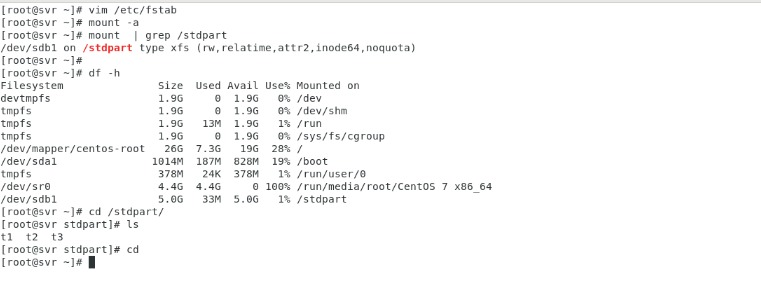 [root@svr ~]# vim /etc/fstab
[root@svr ~]# mount -a
[root@svr ~]# mount  | grep /stdpart
/dev/sdb1 on /stdpart type xfs (rw,relatime,attr2,inode64,noquota)
[root@svr ~]#
[root@svr ~]# df -h
Filesystem               Size  Used Avail Use% Mounted on
devtmpfs                 1.9G     0  1.9G   0% /dev
tmpfs                    1.9G     0  1.9G   0% /dev/shm
tmpfs                    1.9G   13M  1.9G   1% /run
tmpfs                    1.9G     0  1.9G   0% /sys/fs/cgroup
/dev/mapper/centos-root   26G  7.3G   19G  28% /
/dev/sda1               1014M  187M  828M  19% /boot
tmpfs                    378M   24K  378M   1% /run/user/0
/dev/sr0                 4.4G  4.4G     0 100% /run/media/root/CentOS 7 x86_64
/dev/sdb1                5.0G   33M  5.0G   1% /stdpart
[root@svr ~]# cd /stdpart/
[root@svr stdpart]# ls
t1  t2  t3
[root@svr stdpart]# cd
[root@svr ~]#